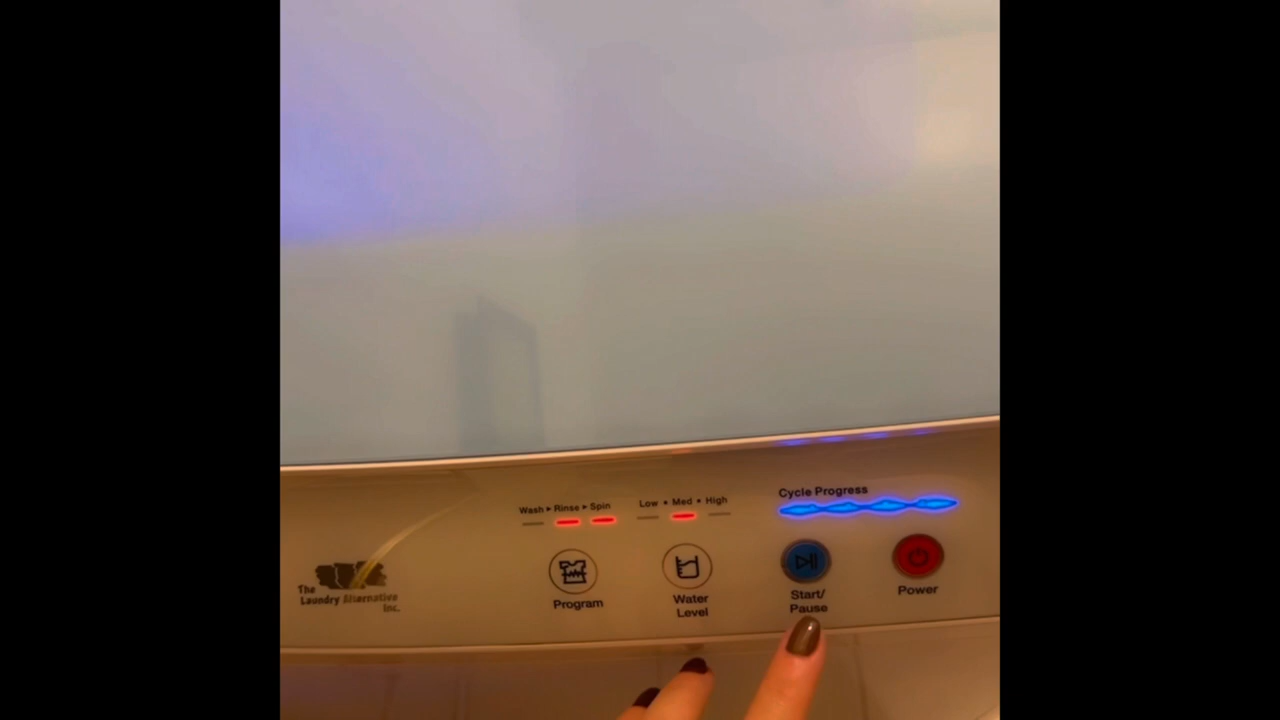 Cycle Progress
Wash ▸ Rinse ▸ Spin
Low • Med • High
The
Laundry Alternative
Inc.
Program
Water
Level
Start/
Pause
Power